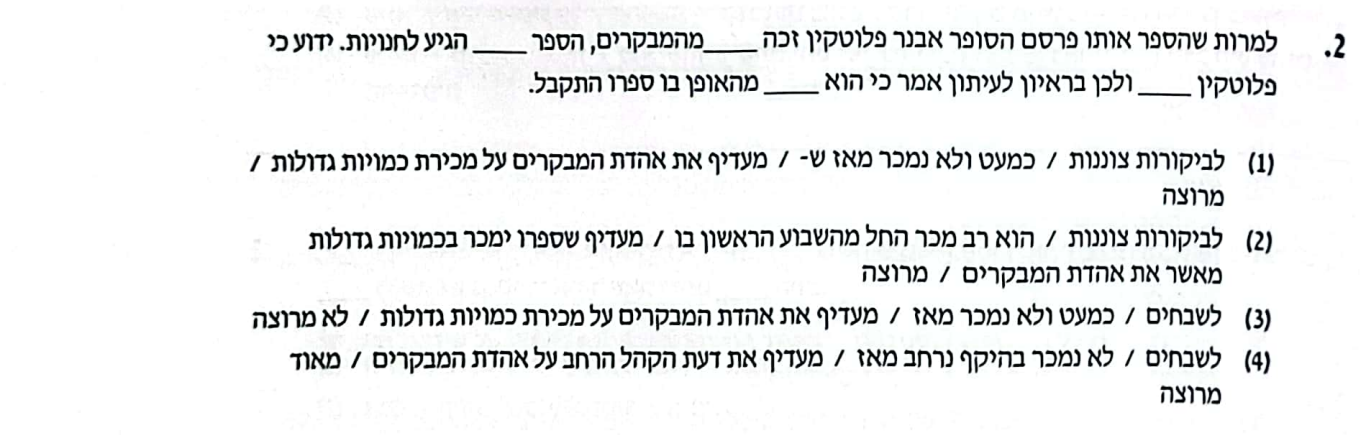 2. למרות שהספר אותו פרסם הסופר אבנר פלוטקין זכה ____מהמבקרים, הספר ____ הגיע לחנויות. ידוע כי
פלוטקין ____ ולכן בראיון לעיתון אמר כי הוא ____ מהאופן בו ספרו התקבל.
(1) לביקורות צוננות / כמעט ולא נמכר מאז ש- / מעדיף את אהדת המבקרים על מכירת כמויות גדולות /
מרוצה
(2) לביקורות צוננות / הוא רב מכר החל מהשבוע הראשון בו / מעדיף שספרו ימכר בכמויות גדולות
מאשר את אהדת המבקרים / מרוצה
(3) לשבחים / כמעט ולא נמכר מאז / מעדיף את אהדת המבקרים על מכירת כמויות גדולות / לא מרוצה
(4) לשבחים / לא נמכר בהיקף נרחב מאז / מעדיף את דעת הקהל הרחב על אהדת המבקרים / מאוד
מרוצה